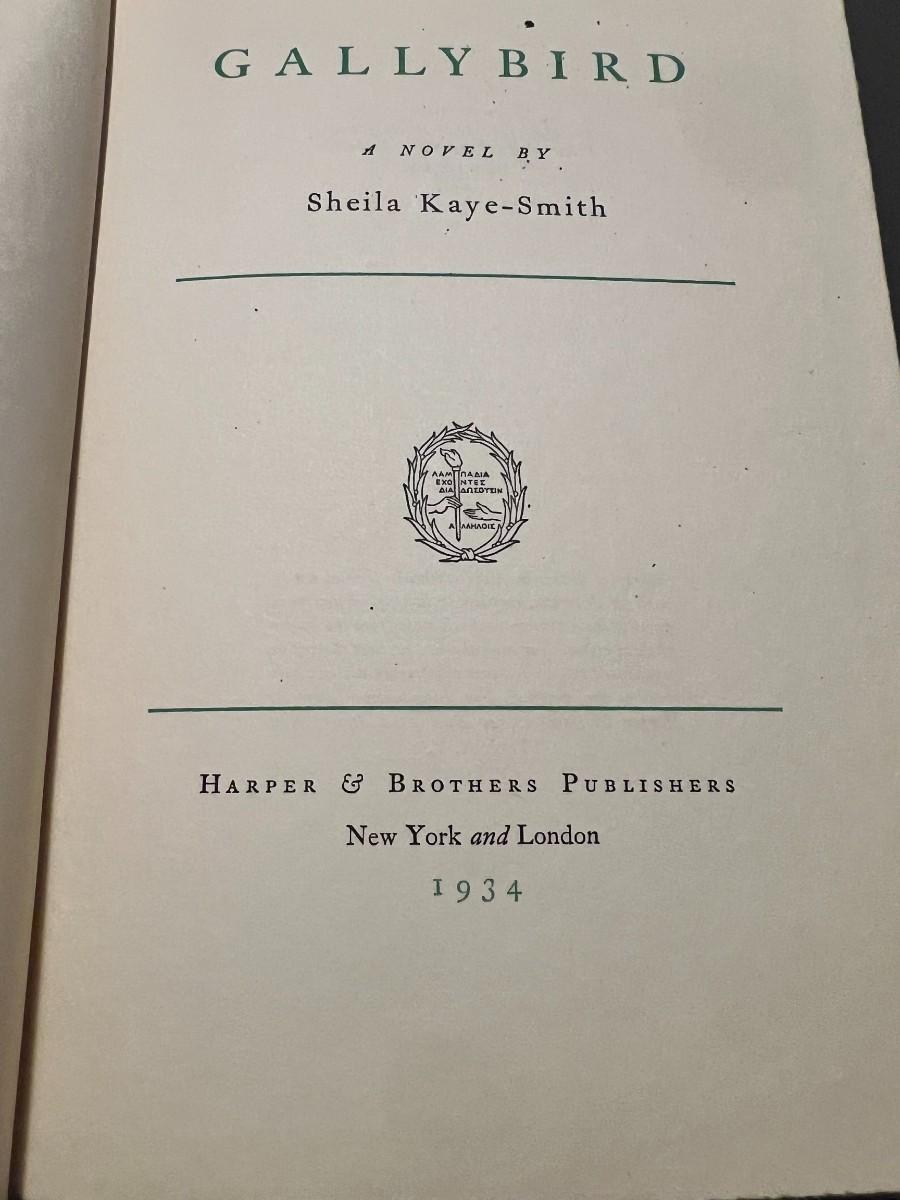 GALLYBIRD
A NOVEL BY
Sheila Kaye-Smith
ΛΑΜΠΑΔΙΑ
ΕΧΟΝΤΕΣ
ΔΙΑΔΩΣΟΥΣΙΝ
ΑΛΛΗΛΟΙΣ
HARPER & BROTHERS PUBLISHERS
New York and London
1934